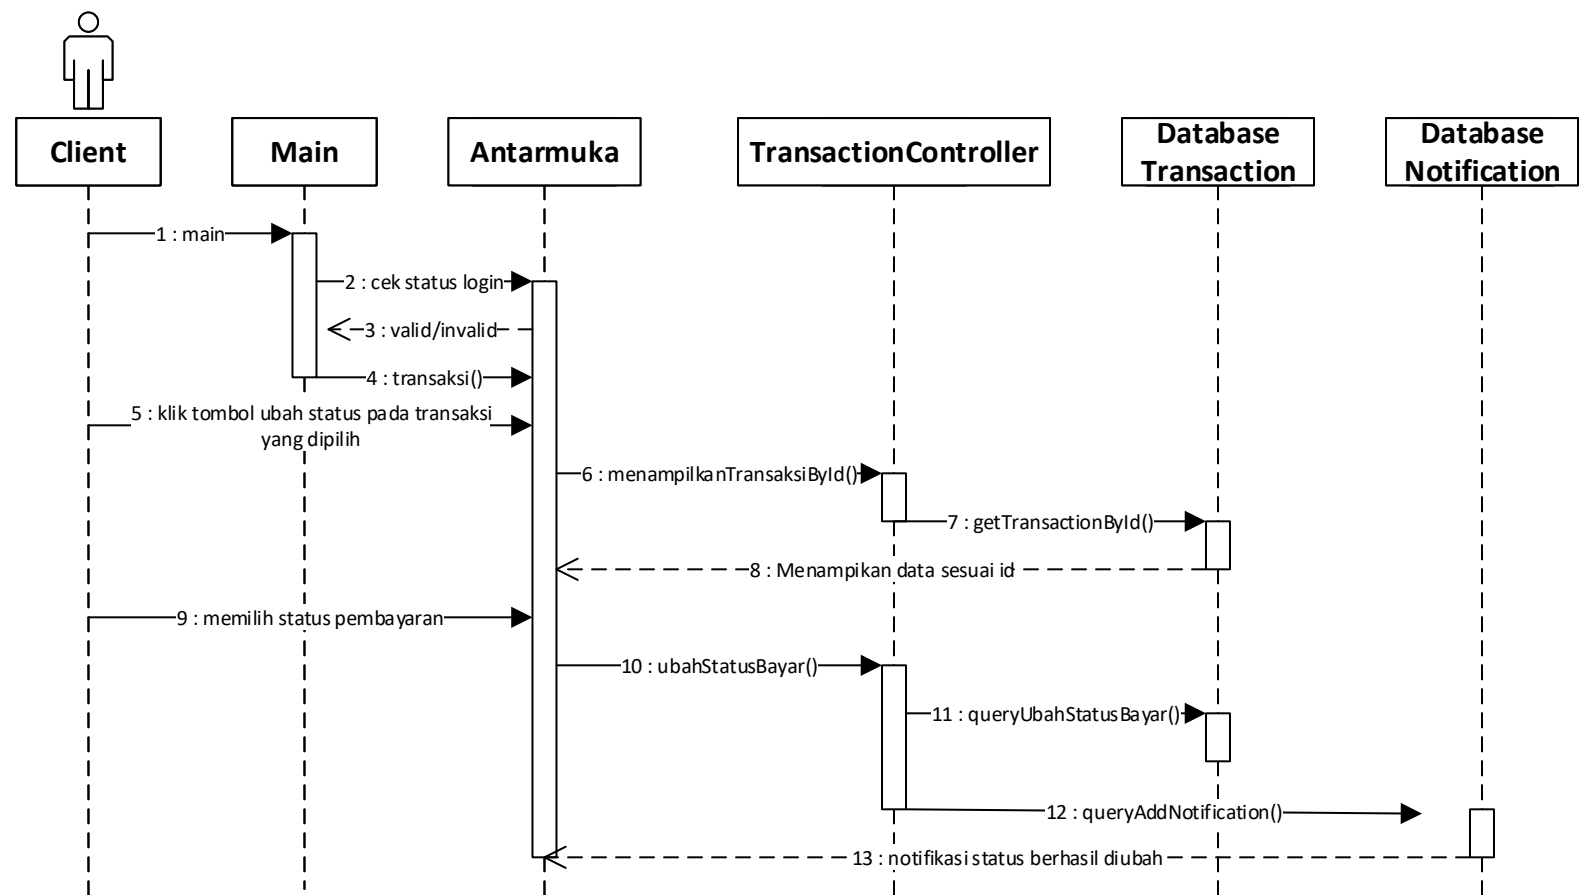 Client
Main
Antarmuka
TransactionController
Database
Transaction
Database
Notification
1 : main
2 : cek status login
3 : valid/invalid
4 : transaksi()
5 : klik tombol ubah status pada transaksi
yang dipilih
6 : menampilkanTransaksiById()
7 : getTransactionById()
8 : Menampikan data sesuai id
9 : memilih status pembayaran
10 : ubahStatusBayar()
11 : queryUbahStatusBayar()
12 : queryAddNotification()
13 : notifikasi status berhasil diubah